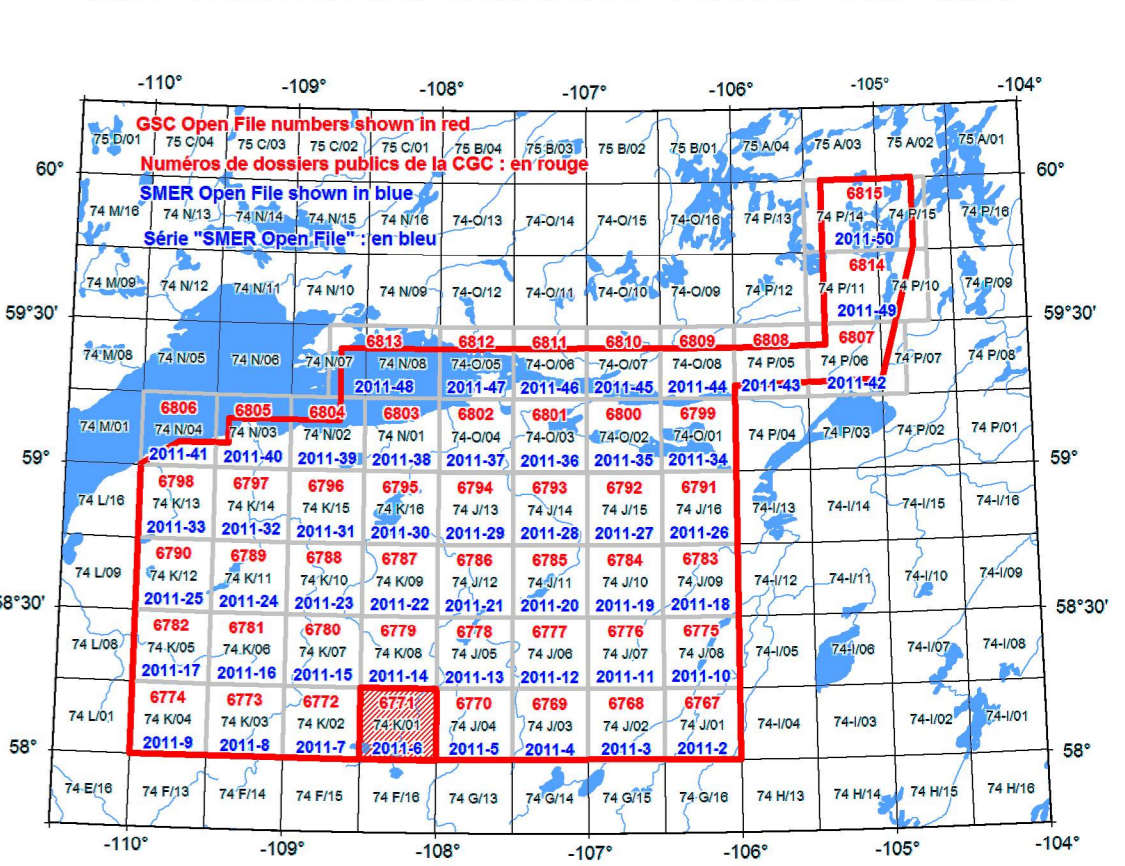 -110° -109° -108° -107° -106° -105° -104°
GSC Open File numbers shown in red
75 D/01 75 C/04 75 C/03 75 C/02 75 C/01 75 B/04 75 B/03 75 B/02 75 B/01 75 A/04 75 A/03 75 A/02 75 A/01
Numéros de dossiers publics de la CGC : en rouge
60° 60°
SMER Open File shown in blue
6815
74 M/16 74 N/13 74 N/14 74 N/15 74 N/16 74-O/13 74-O/14 74-O/15 74-O/16 74 P/13 74 P/14 74 P/15 74 P/16
Série "SMER Open File" : en bleu
2011-50
6814
74 M/09 74 N/12 74 N/11 74 N/10 74 N/09 74-O/12 74-O/11 74-O/10 74-O/09 74 P/12 74 P/11 74 P/10 74 P/09
2011-49
59°30' 59°30'
6813 6812 6811 6810 6809 6808 6807
74 M/08 74 N/05 74 N/06 74 N/07 74 N/08 74-O/05 74-O/06 74-O/07 74-O/08 74 P/05 74 P/06 74 P/07 74 P/08
2011-48 2011-47 2011-46 2011-45 2011-44 2011-43 2011-42
6806 6805 6804 6803 6802 6801 6800 6799
74 M/01 74 N/04 74 N/03 74 N/02 74 N/01 74-O/04 74-O/03 74-O/02 74-O/01 74 P/04 74 P/03 74 P/02 74 P/01
2011-41 2011-40 2011-39 2011-38 2011-37 2011-36 2011-35 2011-34
59° 59°
6798 6797 6796 6795 6794 6793 6792 6791
74 L/16 74 K/13 74 K/14 74 K/15 74 K/16 74 J/13 74 J/14 74 J/15 74 J/16 74-I/13 74-I/14 74-I/15 74-I/16
2011-33 2011-32 2011-31 2011-30 2011-29 2011-28 2011-27 2011-26
6790 6789 6788 6787 6786 6785 6784 6783
74 L/09 74 K/12 74 K/11 74 K/10 74 K/09 74 J/12 74 J/11 74 J/10 74 J/09 74-I/12 74-I/11 74-I/10 74-I/09
2011-25 2011-24 2011-23 2011-22 2011-21 2011-20 2011-19 2011-18
58°30' 58°30'
6782 6781 6780 6779 6778 6777 6776 6775
74 L/08 74 K/05 74 K/06 74 K/07 74 K/08 74 J/05 74 J/06 74 J/07 74 J/08 74-I/05 74-I/06 74-I/07 74-I/08
2011-17 2011-16 2011-15 2011-14 2011-13 2011-12 2011-11 2011-10
6774 6773 6772 6771 6770 6769 6768 6767
74 L/01 74 K/04 74 K/03 74 K/02 74-K/01 74 J/04 74 J/03 74 J/02 74 J/01 74-I/04 74-I/03 74-I/02 74-I/01
2011-9 2011-8 2011-7 2011-6 2011-5 2011-4 2011-3 2011-2
58° 58°
74 E/16 74 F/13 74 F/14 74 F/15 74 F/16 74 G/13 74 G/14 74 G/15 74 G/16 74 H/13 74 H/14 74 H/15 74 H/16
-110° -109° -108° -107° -106° -105° -104°